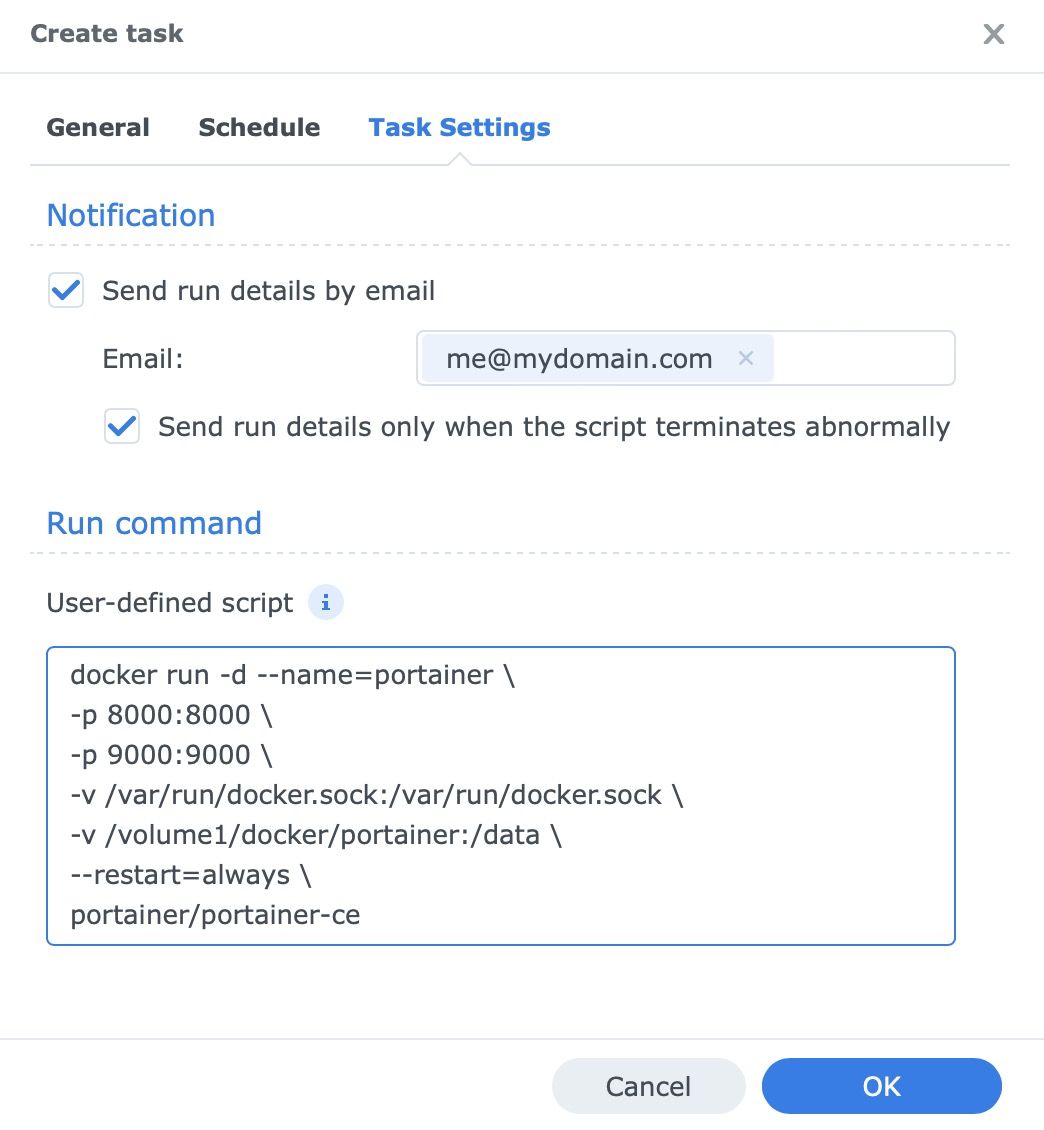 Create task
General Schedule Task Settings
Notification
Send run details by email
Email: me@mydomain.com
Send run details only when the script terminates abnormally
Run command
User-defined script
docker run -d --name=portainer \
-p 8000:8000 \
-p 9000:9000 \
-v /var/run/docker.sock:/var/run/docker.sock \
-v /volume1/docker/portainer:/data \
--restart=always \
portainer/portainer-ce
Cancel OK